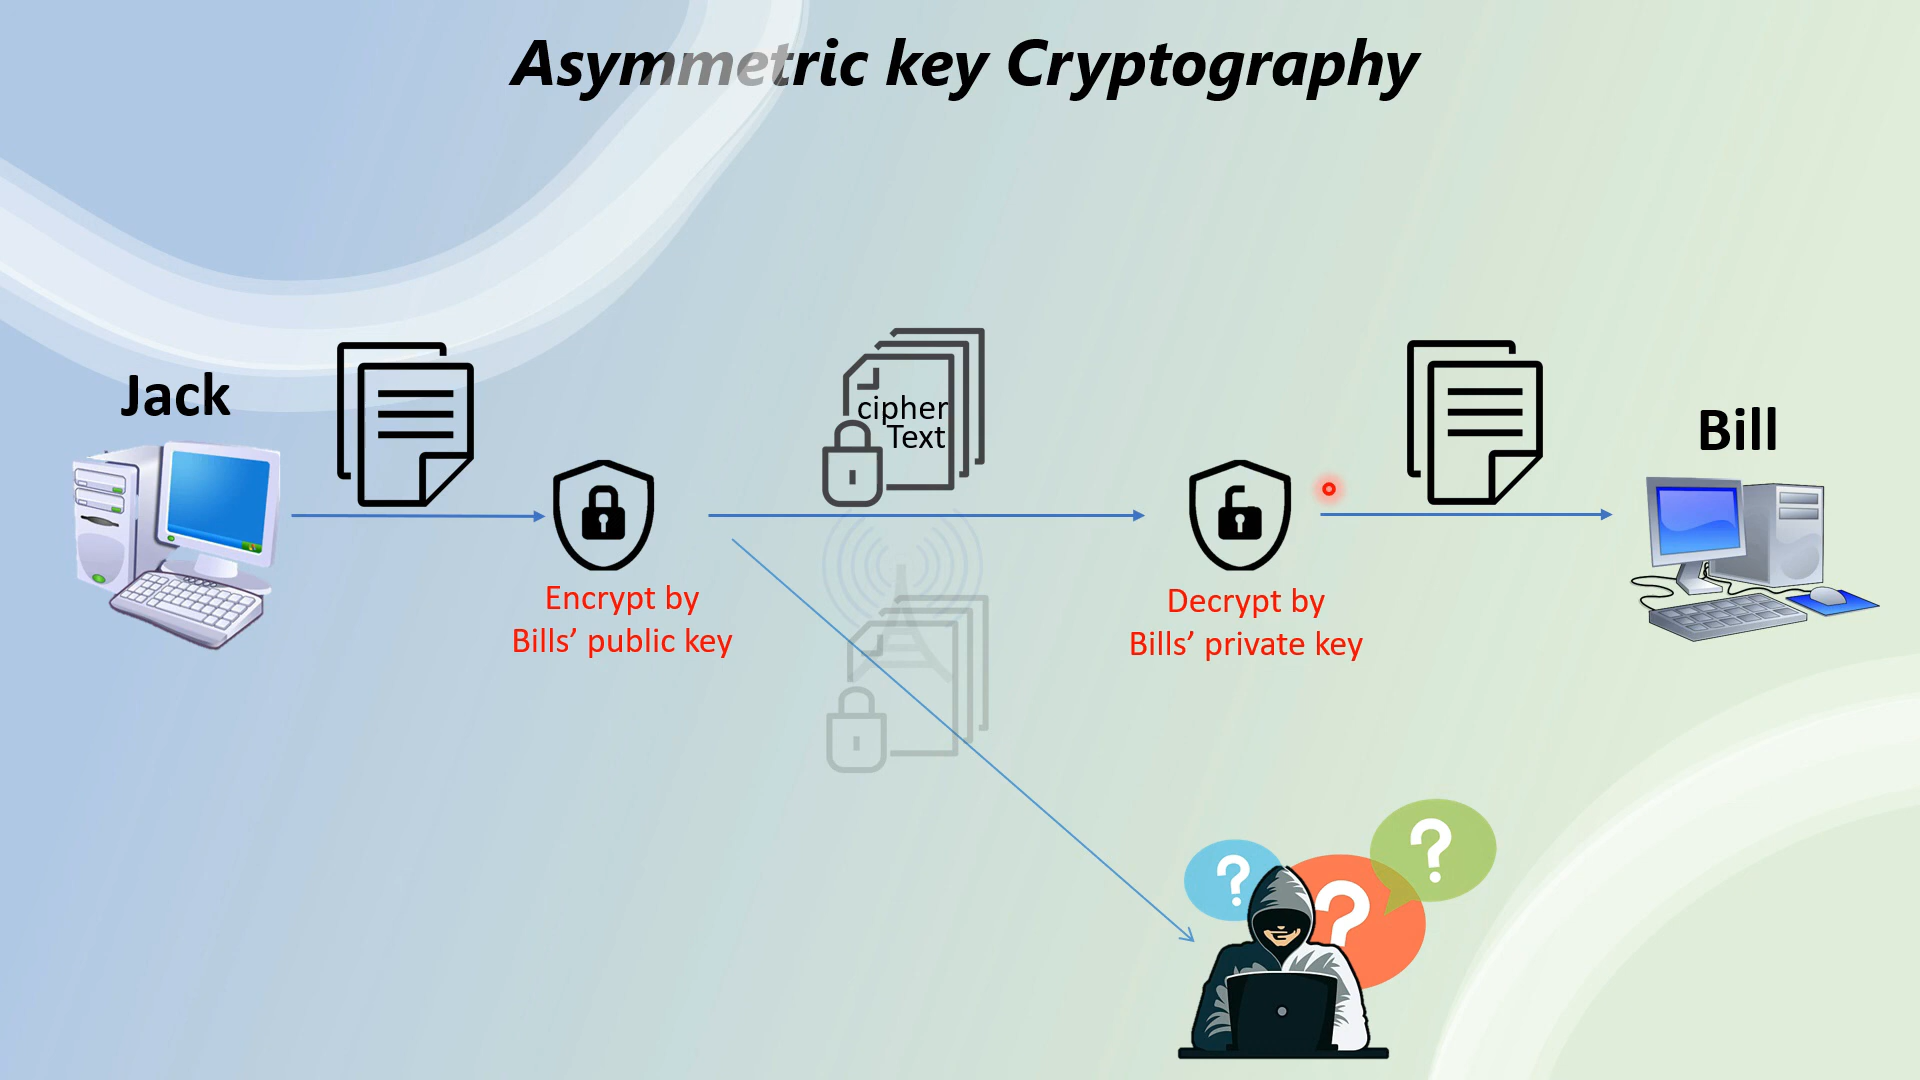 Asymmetric key Cryptography
Jack
cipher
Text
Bill
Encrypt by
Bills’ public key
Decrypt by
Bills’ private key
?
?
?